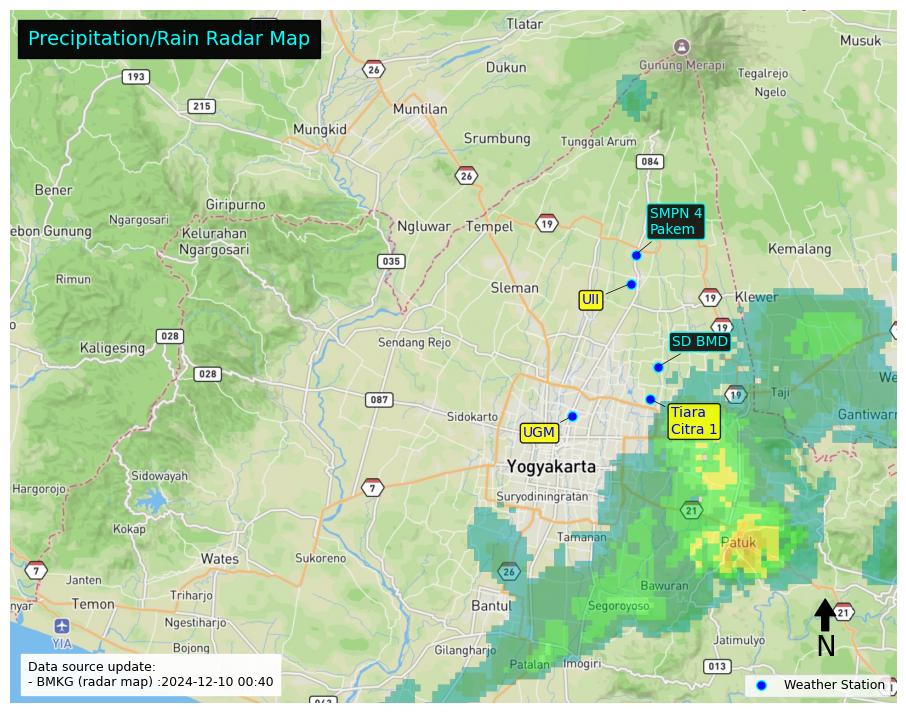 Precipitation/Rain Radar Map
Tlatar
Musuk
26
Dukun
Gunung Merapi
193
Tegalrejo
Ngelo
215
Muntilan
Mungkid
Srumbung
Tunggal Arum
084
26
Bener
Giripurno
SMPN 4
Pakem
Ngargosari
Kelurahan
Ngargosari
ebon Gunung
Ngluwar
Tempel
19
Kemalang
035
Rimun
Sleman
UII
19
Klewer
19
028
Kaligesing
Sendang Rejo
SD BMD
028
We
087
19
Taji
Sidokarto
UGM
Tiara
Citra 1
Gantiwarn
Yogyakarta
Sidowayah
Hargorojo
7
Suryodiningratan
21
Kokap
Tamanan
Patuk
Wates
Sukoreno
7
26
Janten
Bawuran
Triharjo
nyar
Temon
Bantul
Segoroyoso
21
Ngestiharjo
YIA
N
Bojong
Gilangharjo
Jatimulyo
Patalan
Imogiri
013
Data source update:
- BMKG (radar map) :2024-12-10 00:40
Weather Station